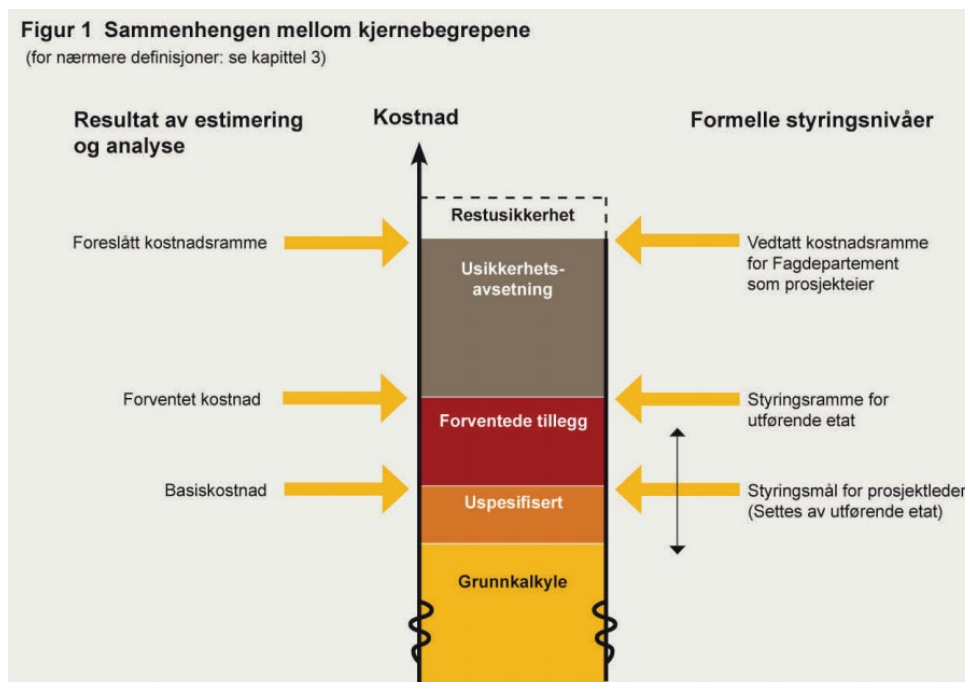 Figur 1 Sammenhengen mellom kjernebegrepene
(for nærmere definisjoner: se kapittel 3)
Resultat av estimering
og analyse
Kostnad
Formelle styringsnivåer
Restusikkerhet
Foreslått kostnadsramme
Usikkerhets-
avsetning
Vedtatt kostnadsramme
for Fagdepartement
som prosjekteier
Forventet kostnad
Forventede tillegg
Styringsramme for
utførende etat
Basiskostnad
Uspesifisert
Styringsmål for prosjektleder
(Settes av utførende etat)
Grunnkalkyle